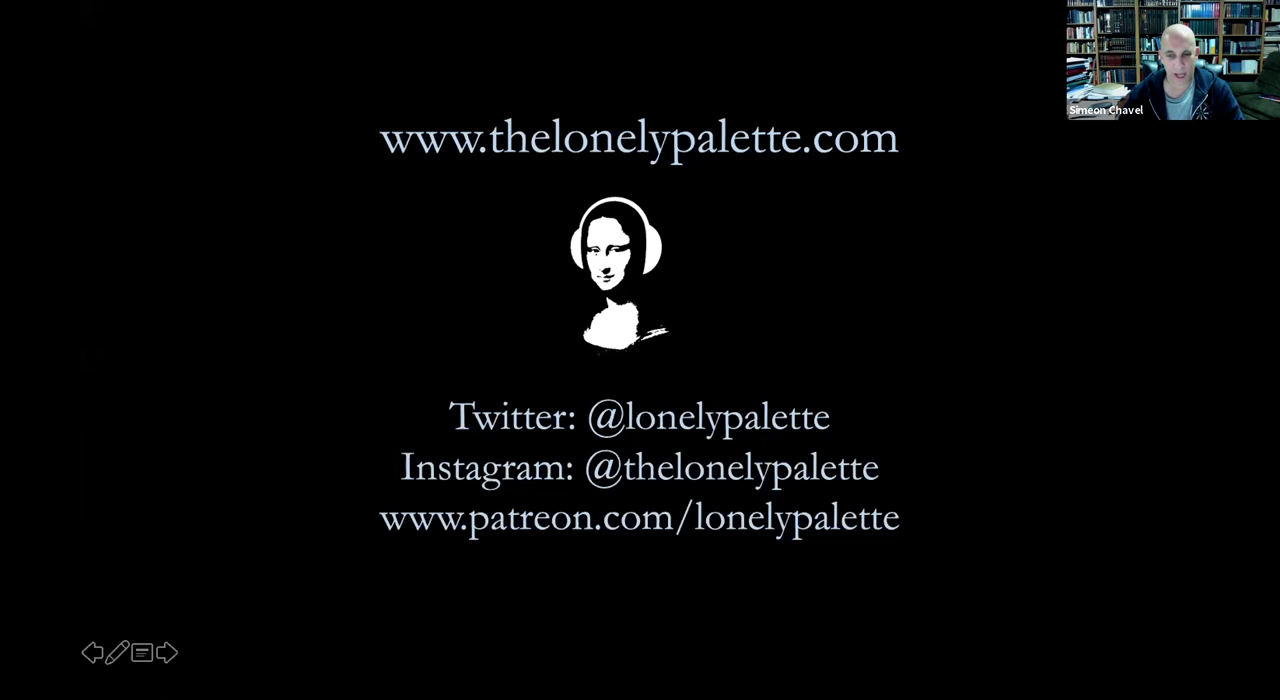 www.thelonelypalette.com
Simeon Chavel
Twitter: @lonelypalette
Instagram: @thelonelypalette
www.patreon.com/lonelypalette